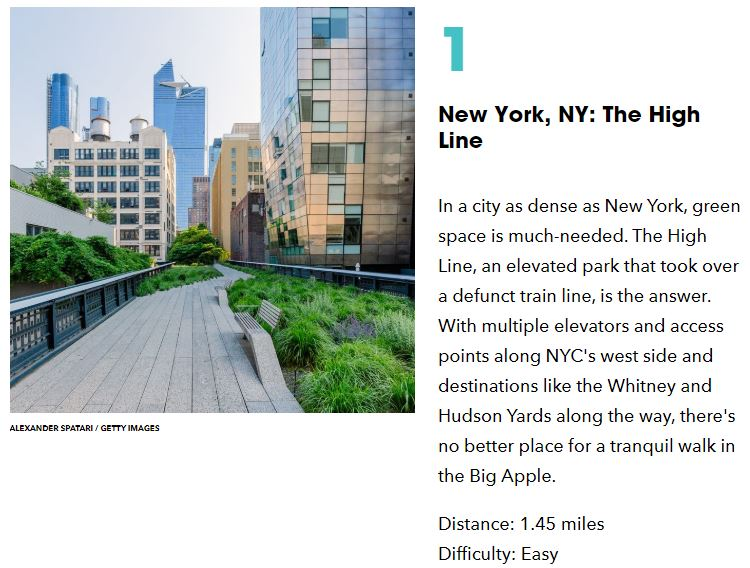 1
New York, NY: The High
Line
In a city as dense as New York, green
space is much-needed. The High
Line, an elevated park that took over
a defunct train line, is the answer.
With multiple elevators and access
points along NYC's west side and
destinations like the Whitney and
Hudson Yards along the way, there's
no better place for a tranquil walk in
the Big Apple.
Distance: 1.45 miles
Difficulty: Easy
ALEXANDER SPATARI / GETTY IMAGES